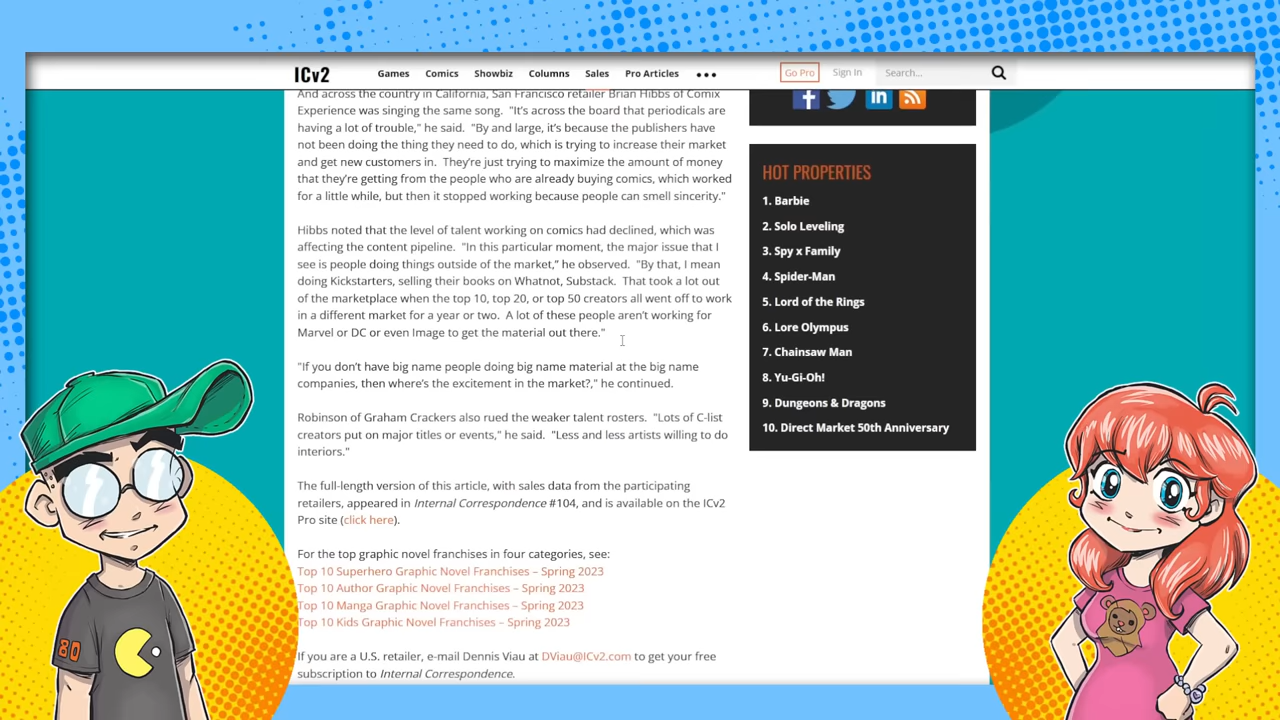 ICv2
Games Comics Showbiz Columns Sales Pro Articles •••
Go Pro Sign In Search...
And across the country in California, San Francisco retailer Brian Hibbs of Comix
Experience was singing the same song. "It's across the board that periodicals are
having a lot of trouble," he said. "By and large, it's because the publishers have
not been doing the thing they need to do, which is trying to increase their market
and get new customers in. They're just trying to maximize the amount of money
that they're getting from the people who are already buying comics, which worked
for a little while, but then it stopped working because people can smell sincerity."
Hibbs noted that the level of talent working on comics had declined, which was
affecting the content pipeline. "In this particular moment, the major issue that I
see is people doing things outside of the market," he observed. "By that, I mean
doing Kickstarters, selling their books on Whatnot, Substack. That took a lot out
of the marketplace when the top 10, top 20, or top 50 creators all went off to work
in a different market for a year or two. A lot of these people aren't working for
Marvel or DC or even Image to get the material out there."
"If you don't have big name people doing big name material at the big name
companies, then where's the excitement in the market?," he continued.
Robinson of Graham Crackers also rued the weaker talent rosters. "Lots of C-list
creators put on major titles or events," he said. "Less and less artists willing to do
interiors."
The full-length version of this article, with sales data from the participating
retailers, appeared in Internal Correspondence #104, and is available on the ICv2
Pro site (click here).
For the top graphic novel franchises in four categories, see:
Top 10 Superhero Graphic Novel Franchises – Spring 2023
Top 10 Author Graphic Novel Franchises – Spring 2023
Top 10 Manga Graphic Novel Franchises – Spring 2023
Top 10 Kids Graphic Novel Franchises – Spring 2023
If you are a U.S. retailer, e-mail Dennis Viau at DViau@ICv2.com to get your free
subscription to Internal Correspondence.
HOT PROPERTIES
1. Barbie
2. Solo Leveling
3. Spy x Family
4. Spider-Man
5. Lord of the Rings
6. Lore Olympus
7. Chainsaw Man
8. Yu-Gi-Oh!
9. Dungeons & Dragons
10. Direct Market 50th Anniversary
80